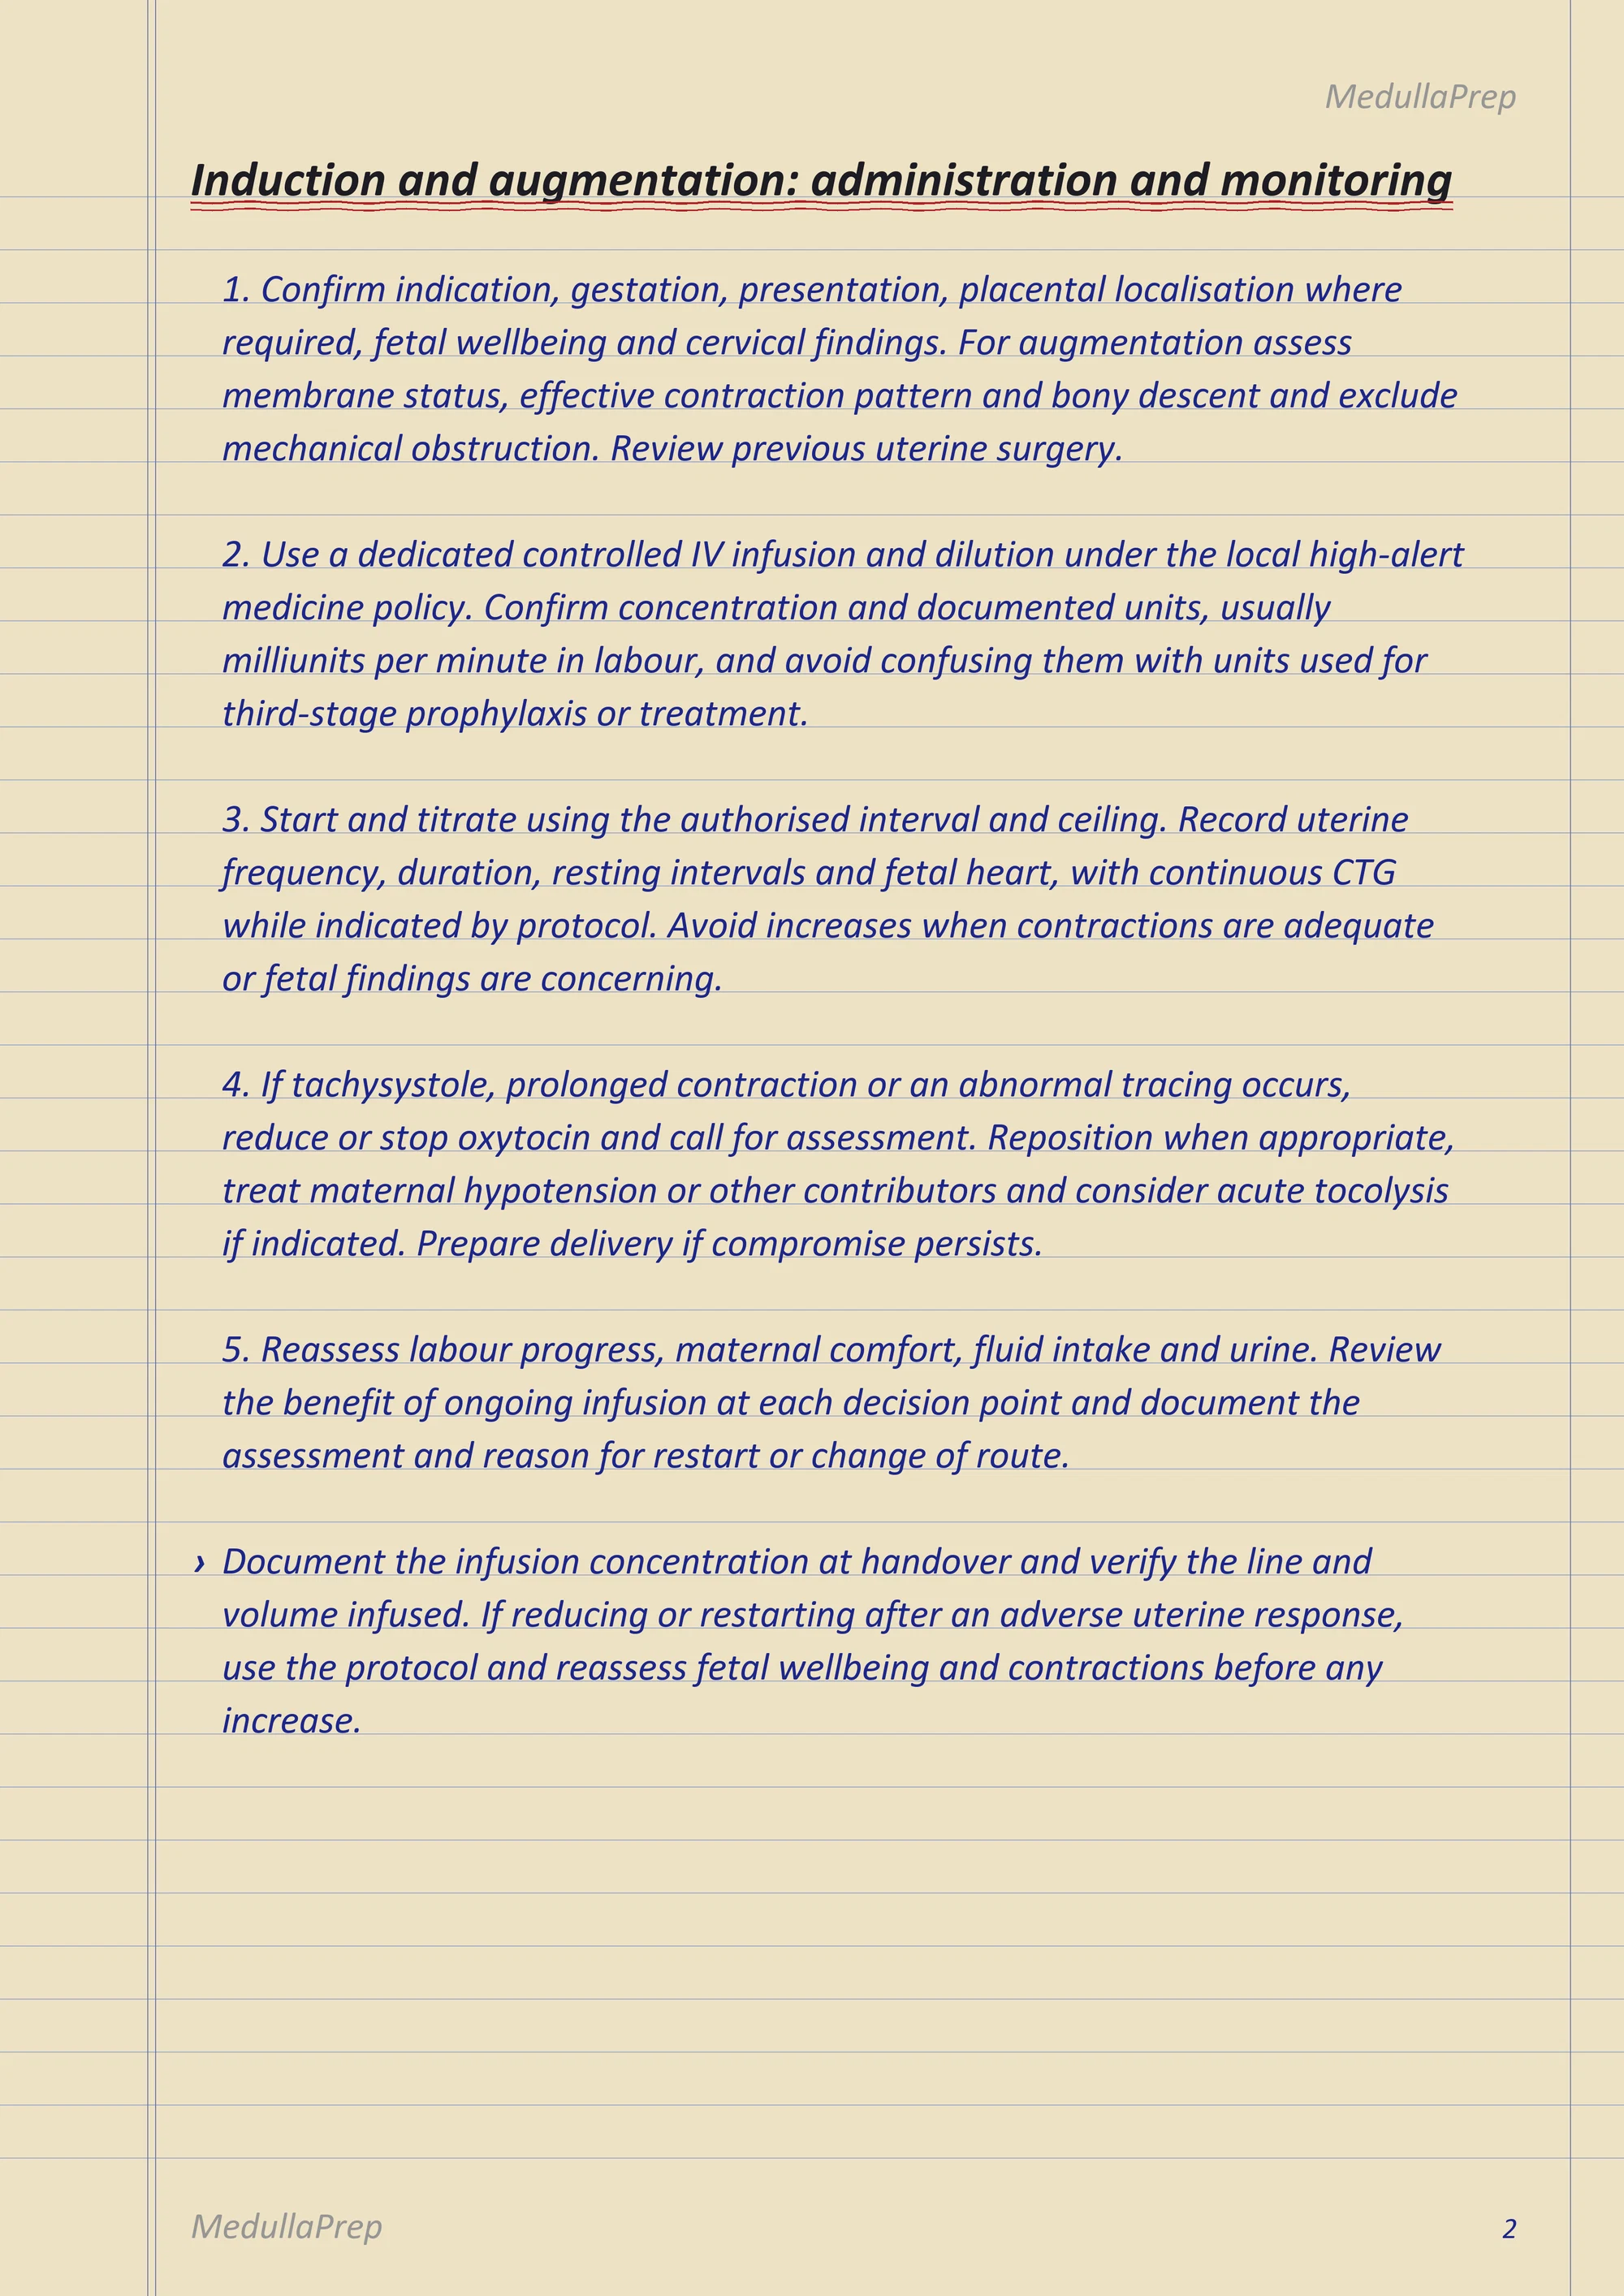 MedullaPrep
Induction and augmentation: administration and monitoring
1. Confirm indication, gestation, presentation, placental localisation where
required, fetal wellbeing and cervical findings. For augmentation assess
membrane status, effective contraction pattern and bony descent and exclude
mechanical obstruction. Review previous uterine surgery.
2. Use a dedicated controlled IV infusion and dilution under the local high-alert
medicine policy. Confirm concentration and documented units, usually
milliunits per minute in labour, and avoid confusing them with units used for
third-stage prophylaxis or treatment.
3. Start and titrate using the authorised interval and ceiling. Record uterine
frequency, duration, resting intervals and fetal heart, with continuous CTG
while indicated by protocol. Avoid increases when contractions are adequate
or fetal findings are concerning.
4. If tachysystole, prolonged contraction or an abnormal tracing occurs,
reduce or stop oxytocin and call for assessment. Reposition when appropriate,
treat maternal hypotension or other contributors and consider acute tocolysis
if indicated. Prepare delivery if compromise persists.
5. Reassess labour progress, maternal comfort, fluid intake and urine. Review
the benefit of ongoing infusion at each decision point and document the
assessment and reason for restart or change of route.
› Document the infusion concentration at handover and verify the line and
volume infused. If reducing or restarting after an adverse uterine response,
use the protocol and reassess fetal wellbeing and contractions before any
increase.
MedullaPrep
2